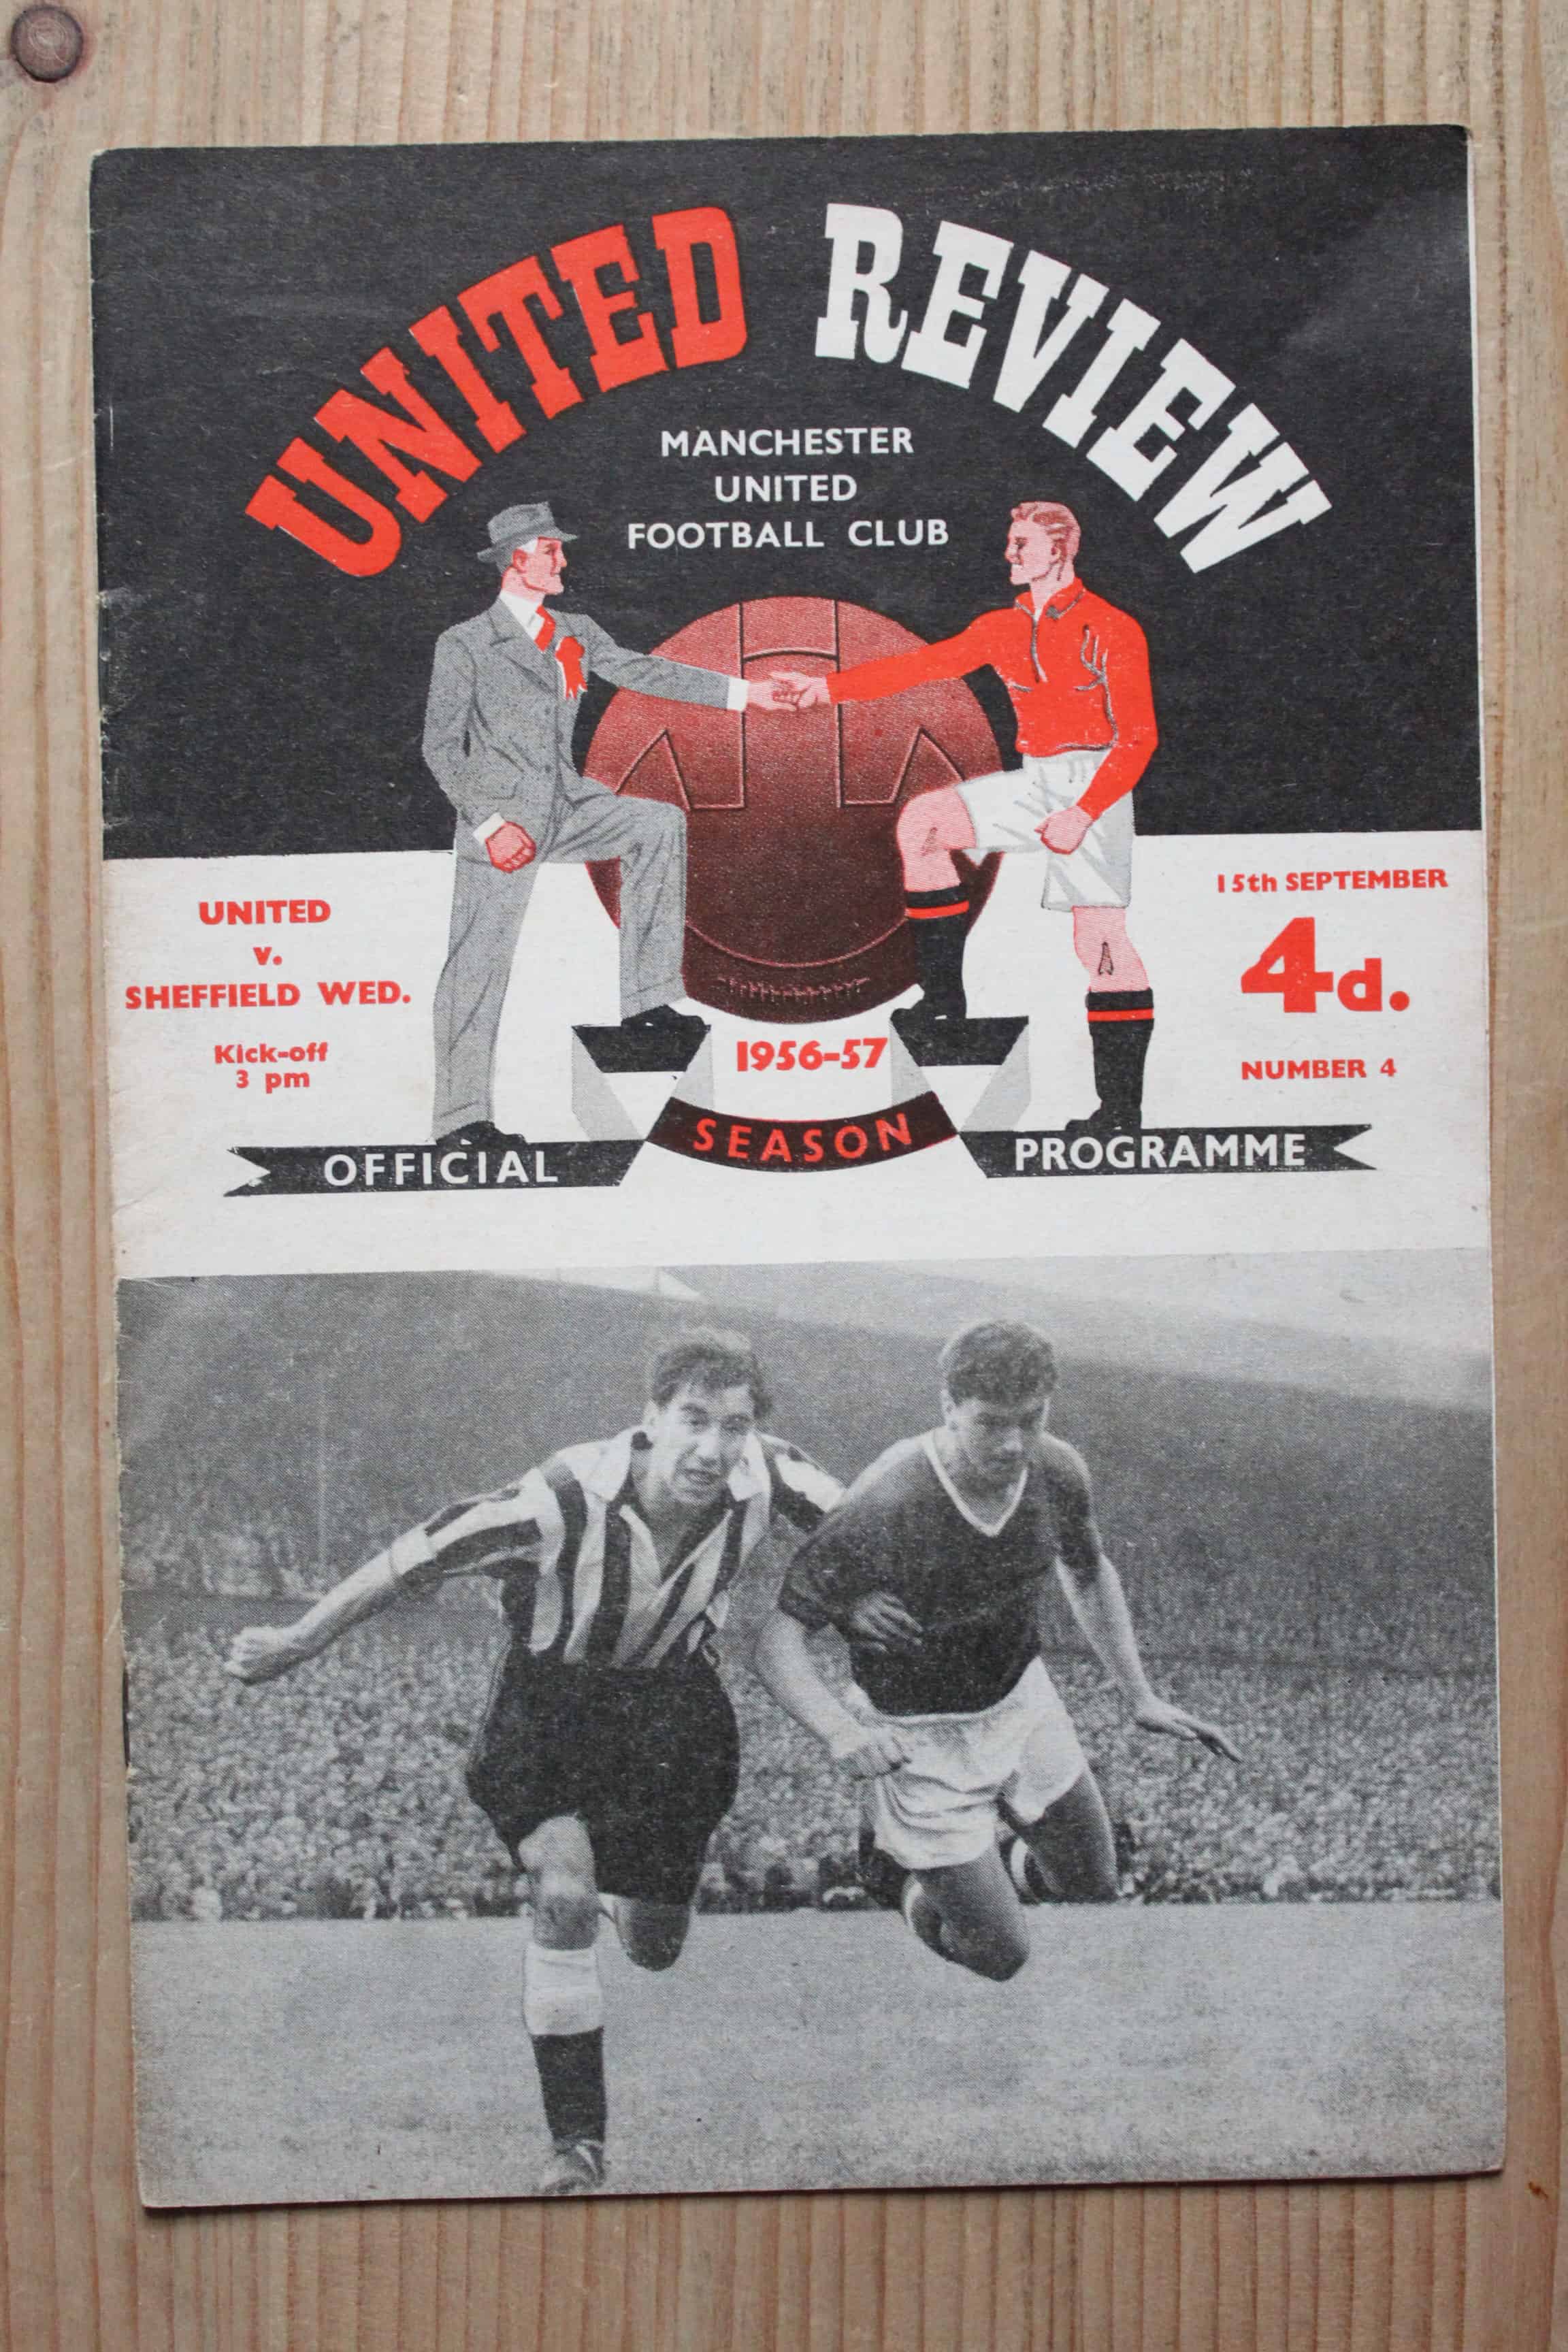 UNITED REVIEW
MANCHESTER
UNITED
FOOTBALL CLUB
UNITED
v.
SHEFFIELD WED.
Kick-off
3 pm
15th SEPTEMBER
4d.
NUMBER 4
1956-57
SEASON
OFFICIAL
PROGRAMME